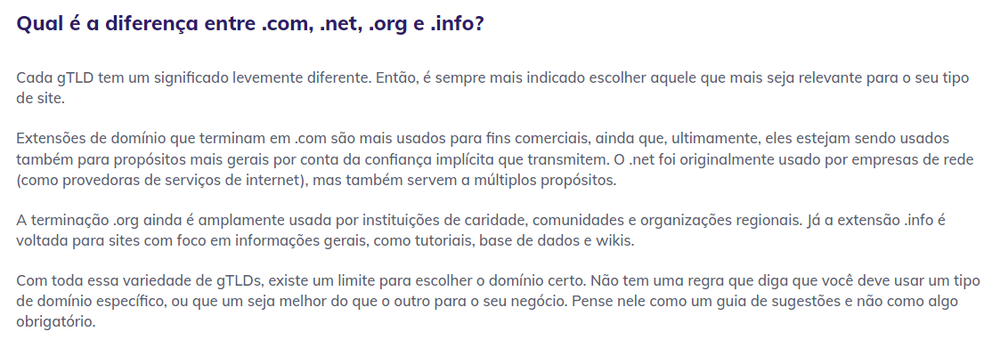 Qual é a diferença entre .com, .net, .org e .info?
Cada gTLD tem um significado levemente diferente. Então, é sempre mais indicado escolher aquele que mais seja relevante para o seu tipo
de site.
Extensões de domínio que terminam em .com são mais usados para fins comerciais, ainda que, ultimamente, eles estejam sendo usados
também para propósitos mais gerais por conta da confiança implícita que transmitem. O .net foi originalmente usado por empresas de rede
(como provedoras de serviços de internet), mas também servem a múltiplos propósitos.
A terminação .org ainda é amplamente usada por instituições de caridade, comunidades e organizações regionais. Já a extensão .info é
voltada para sites com foco em informações gerais, como tutoriais, base de dados e wikis.
Com toda essa variedade de gTLDs, existe um limite para escolher o domínio certo. Não tem uma regra que diga que você deve usar um tipo
de domínio específico, ou que um seja melhor do que o outro para o seu negócio. Pense nele como um guia de sugestões e não como algo
obrigatório.